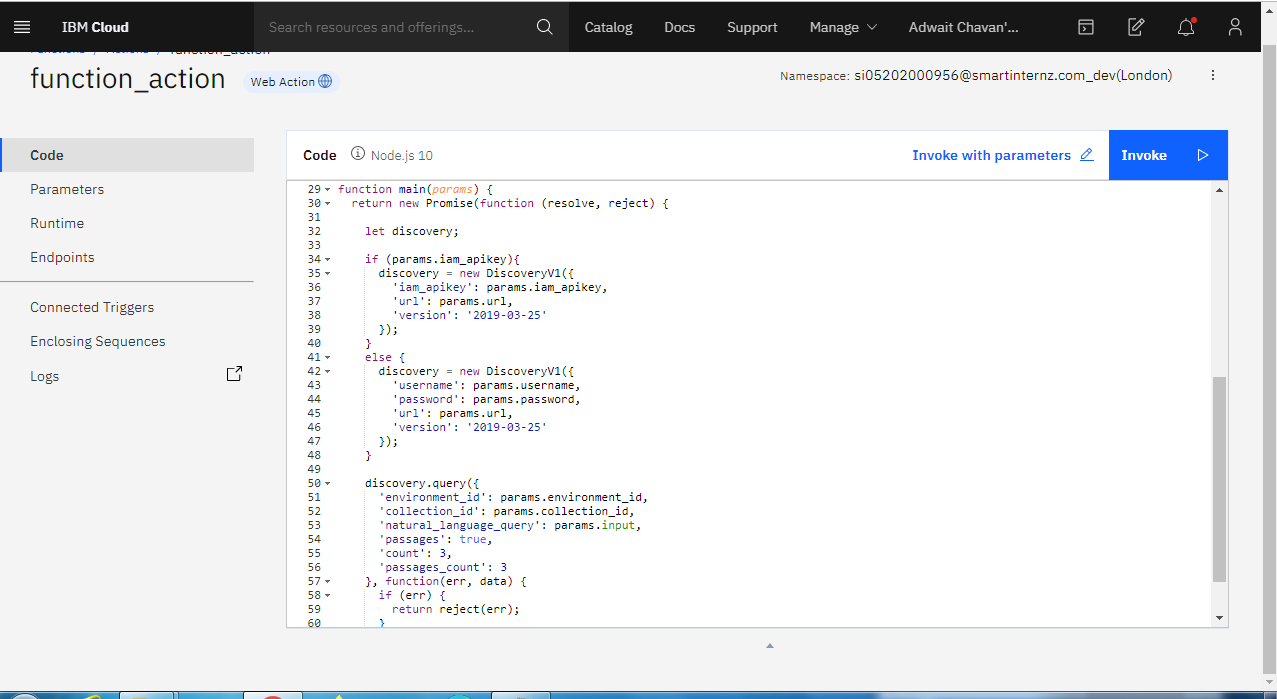 IBM Cloud
Search resources and offerings...
Catalog
Docs
Support
Manage
Adwait Chavan'...
Functions / Actions / function_action
function_action
Web Action
Namespace: si05202000956@smartinternz.com_dev(London)
Code
Parameters
Runtime
Endpoints
Connected Triggers
Enclosing Sequences
Logs
Code
Node.js 10
Invoke with parameters
Invoke
29 function main(params) {
30 return new Promise(function (resolve, reject) {
31
32 let discovery;
33
34 if (params.iam_apikey){
35 discovery = new DiscoveryV1({
36 'iam_apikey': params.iam_apikey,
37 'url': params.url,
38 'version': '2019-03-25'
39 });
40 }
41 else {
42 discovery = new DiscoveryV1({
43 'username': params.username,
44 'password': params.password,
45 'url': params.url,
46 'version': '2019-03-25'
47 });
48 }
49
50 discovery.query({
51 'environment_id': params.environment_id,
52 'collection_id': params.collection_id,
53 'natural_language_query': params.input,
54 'passages': true,
55 'count': 3,
56 'passages_count': 3
57 }, function(err, data) {
58 if (err) {
59 return reject(err);
60 }